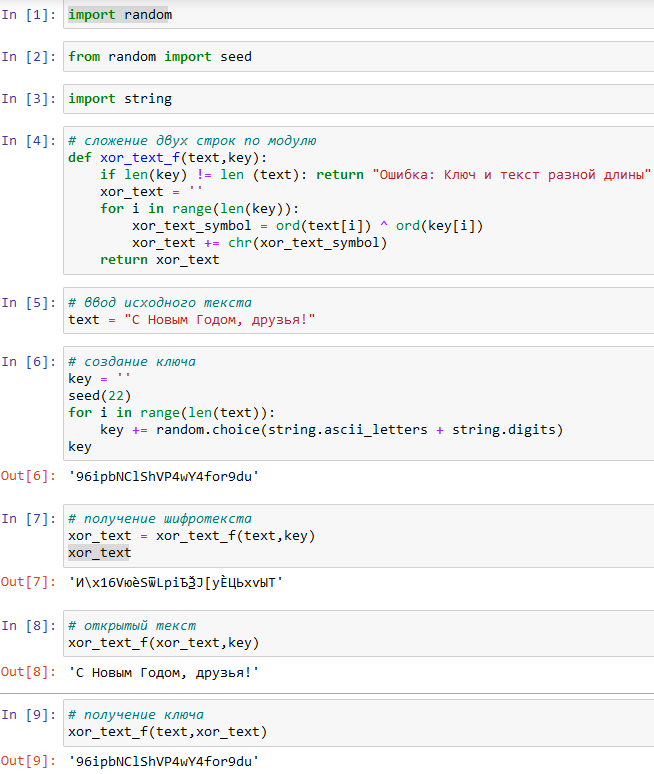 In [1]: import random
In [2]: from random import seed
In [3]: import string
In [4]: # сложение двух строк по модулю
def xor_text_f(text,key):
if len(key) != len (text): return "Ошибка: Ключ и текст разной длины"
xor_text = ''
for i in range(len(key)):
xor_text_symbol = ord(text[i]) ^ ord(key[i])
xor_text += chr(xor_text_symbol)
return xor_text
In [5]: # ввод исходного текста
text = "С Новым Годом, друзья!"
In [6]: # создание ключа
key = ''
seed(22)
for i in range(len(text)):
key += random.choice(string.ascii_letters + string.digits)
key
Out[6]: '96ipbNClShVP4wY4for9du'
In [7]: # получение шифротекста
xor_text = xor_text_f(text,key)
xor_text
Out[7]: 'И\x16VюѐSѿLpіЂѮJ[yЀЦЬхѵЫТ'
In [8]: # открытый текст
xor_text_f(xor_text,key)
Out[8]: 'С Новым Годом, друзья!'
In [9]: # получение ключа
xor_text_f(text,xor_text)
Out[9]: '96ipbNClShVP4wY4for9du'